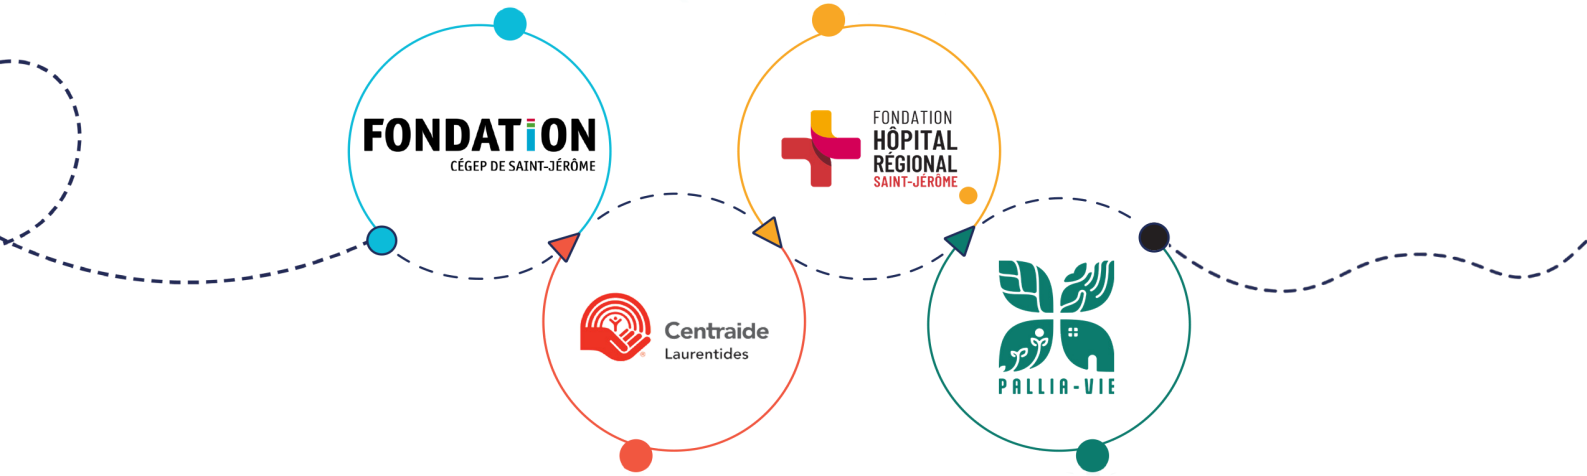 FONDATiON
CÉGEP DE SAINT-JÉRÔME
Centraide
Laurentides
FONDATION
HÔPITAL
RÉGIONAL
SAINT-JÉRÔME
PALLIA-VIE